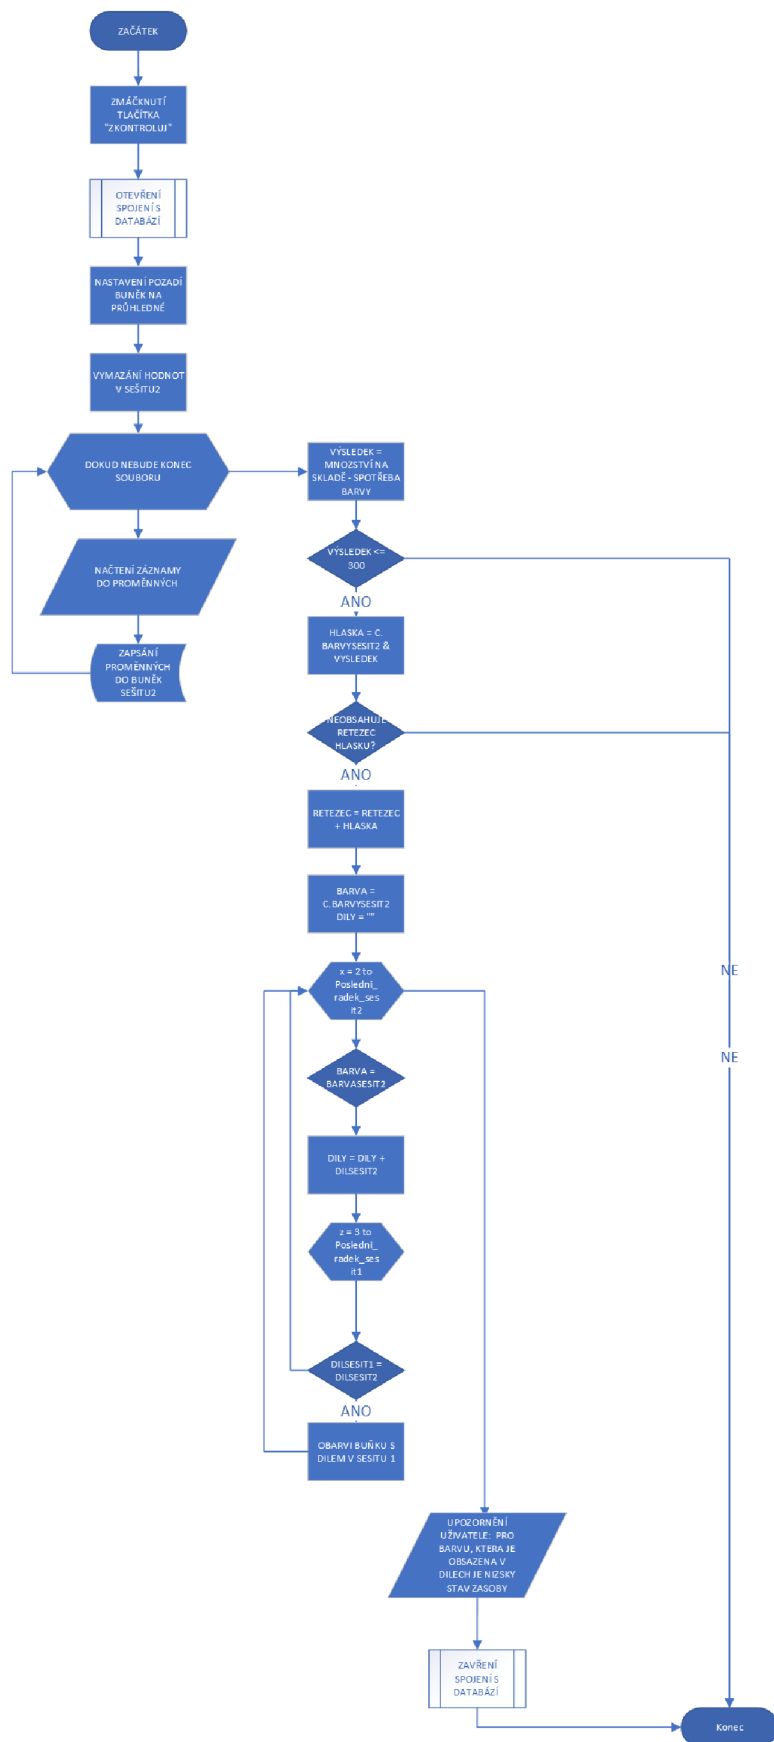 ZAČÁTEK
ZMÁČKNUTÍ
TLAČÍTKA
"ZKONTROLUJ"
OTEVŘENÍ
SPOJENÍ S
DATABÁZÍ
NASTAVENÍ POZADÍ
BUNĚK NA
PRŮHLEDNÉ
VYMAZÁNÍ HODNOT
V SEŠITU2
DOKUD NEBUDE KONEC
SOUBORU
NAČTENÍ ZÁZNAMY
DO PROMĚNNÝCH
ZAPSÁNÍ
PROMĚNNÝCH
DO BUNĚK
SEŠITU2
VÝSLEDEK =
MNOZSTVÍ NA
SKLADĚ - SPOTŘEBA
BARVY
VÝSLEDEK <=
300
ANO
HLASKA = C.
BARVYSESIT2 &
VYSLEDEK
NEOBSAHUJE
RETEZEC
HLASKU?
ANO
RETEZEC = RETEZEC
+ HLASKA
BARVA =
C.BARVYSESIT2
DILY = ""
x = 2 to
Posledni_
radek_ses
it2
BARVA =
BARVASESIT2
DILY = DILY +
DILSESIT2
z = 3 to
Posledni_
radek_ses
it1
DILSESIT1 =
DILSESIT2
ANO
OBARVI BUŇKU S
DILEM V SESITU 1
NE
NE
UPOZORNĚNÍ
UŽIVATELE: PRO
BARVU, KTERA JE
OBSAZENA V
DILECH JE NIZSKY
STAV ZASOBY
ZAVŘENÍ
SPOJENÍ S
DATABÁZÍ
Konec